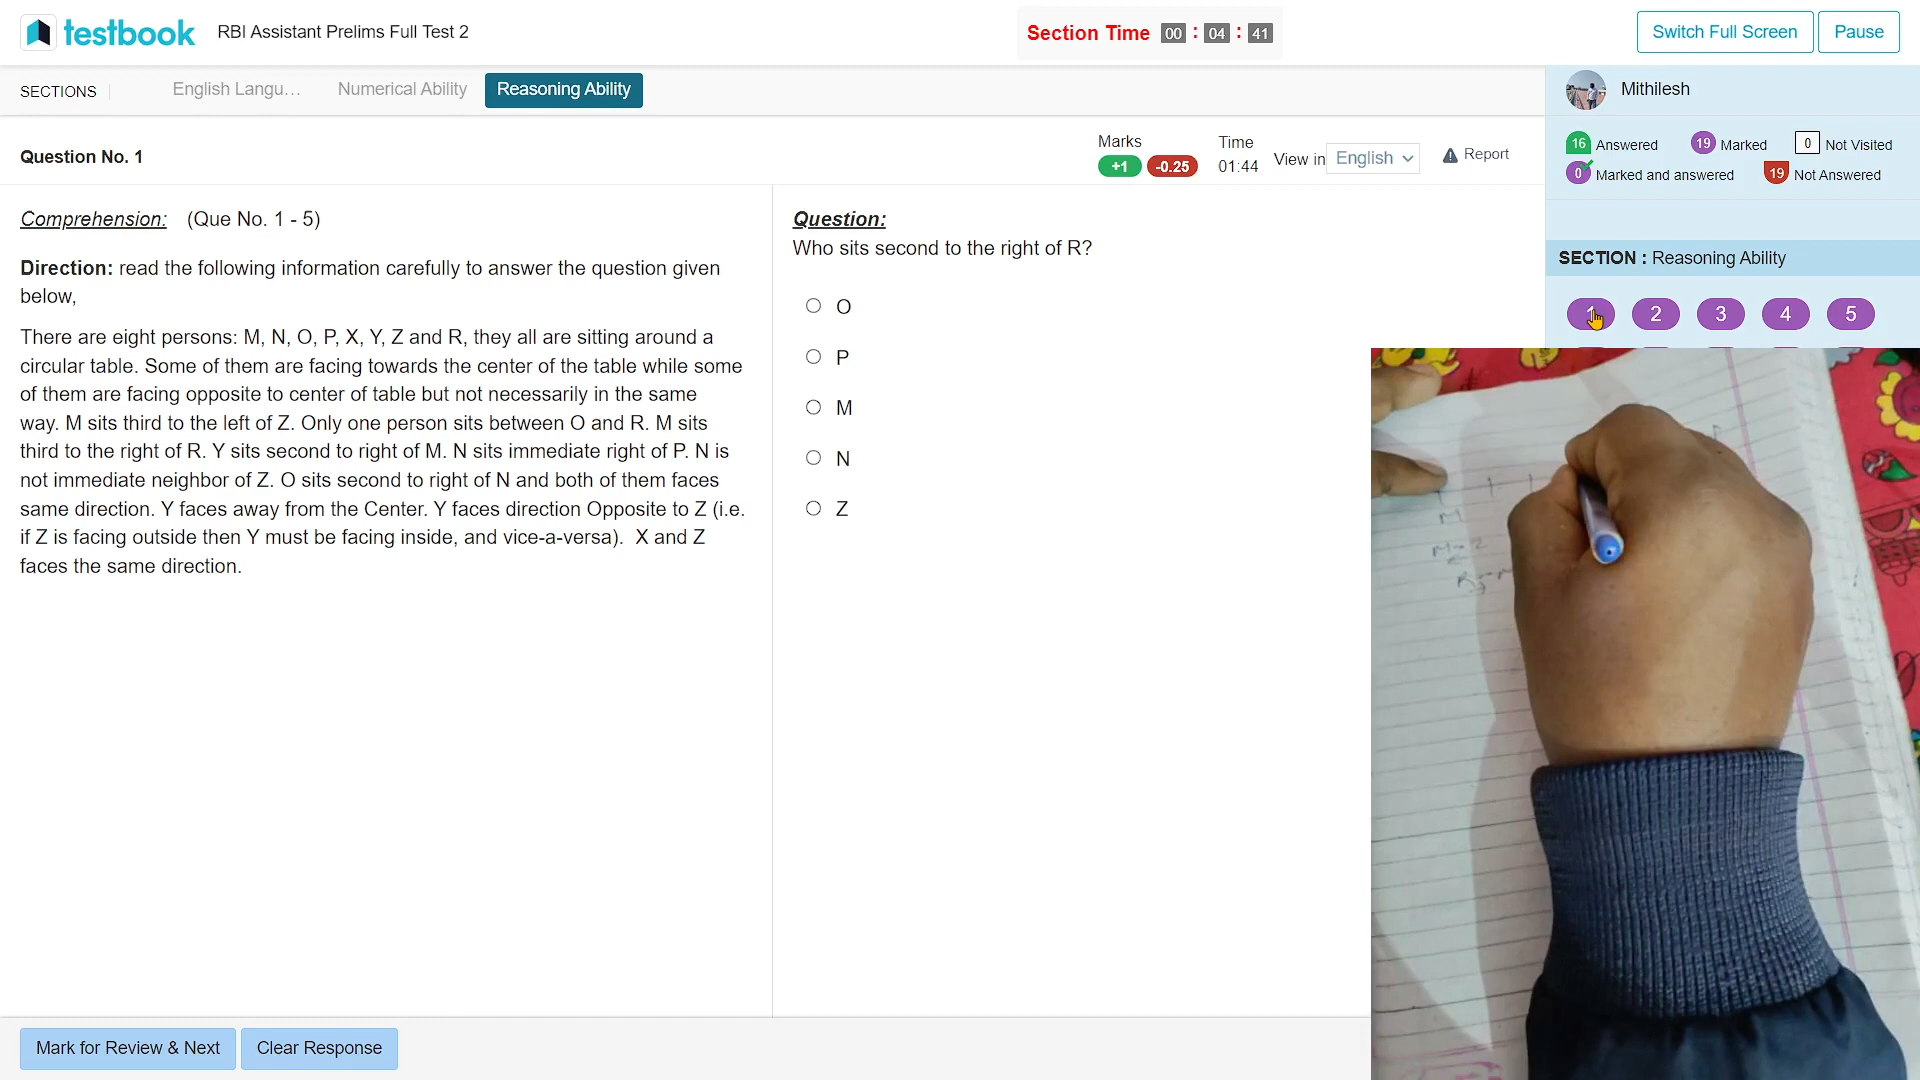 testbook
RBI Assistant Prelims Full Test 2
Section Time 00 : 04 : 41
Switch Full Screen
Pause
SECTIONS
English Langu...
Numerical Ability
Reasoning Ability
Mithilesh
16 Answered
19 Marked
0 Not Visited
0 Marked and answered
19 Not Answered
Question No. 1
Marks
+1 -0.25
Time
01:44
View in English
Report
SECTION : Reasoning Ability
1 2 3 4 5
Comprehension: (Que No. 1 - 5)
Direction: read the following information carefully to answer the question given
below,
There are eight persons: M, N, O, P, X, Y, Z and R, they all are sitting around a
circular table. Some of them are facing towards the center of the table while some
of them are facing opposite to center of table but not necessarily in the same
way. M sits third to the left of Z. Only one person sits between O and R. M sits
third to the right of R. Y sits second to right of M. N sits immediate right of P. N is
not immediate neighbor of Z. O sits second to right of N and both of them faces
same direction. Y faces away from the Center. Y faces direction Opposite to Z (i.e.
if Z is facing outside then Y must be facing inside, and vice-a-versa). X and Z
faces the same direction.
Question:
Who sits second to the right of R?
O
P
M
N
Z
Mark for Review & Next
Clear Response